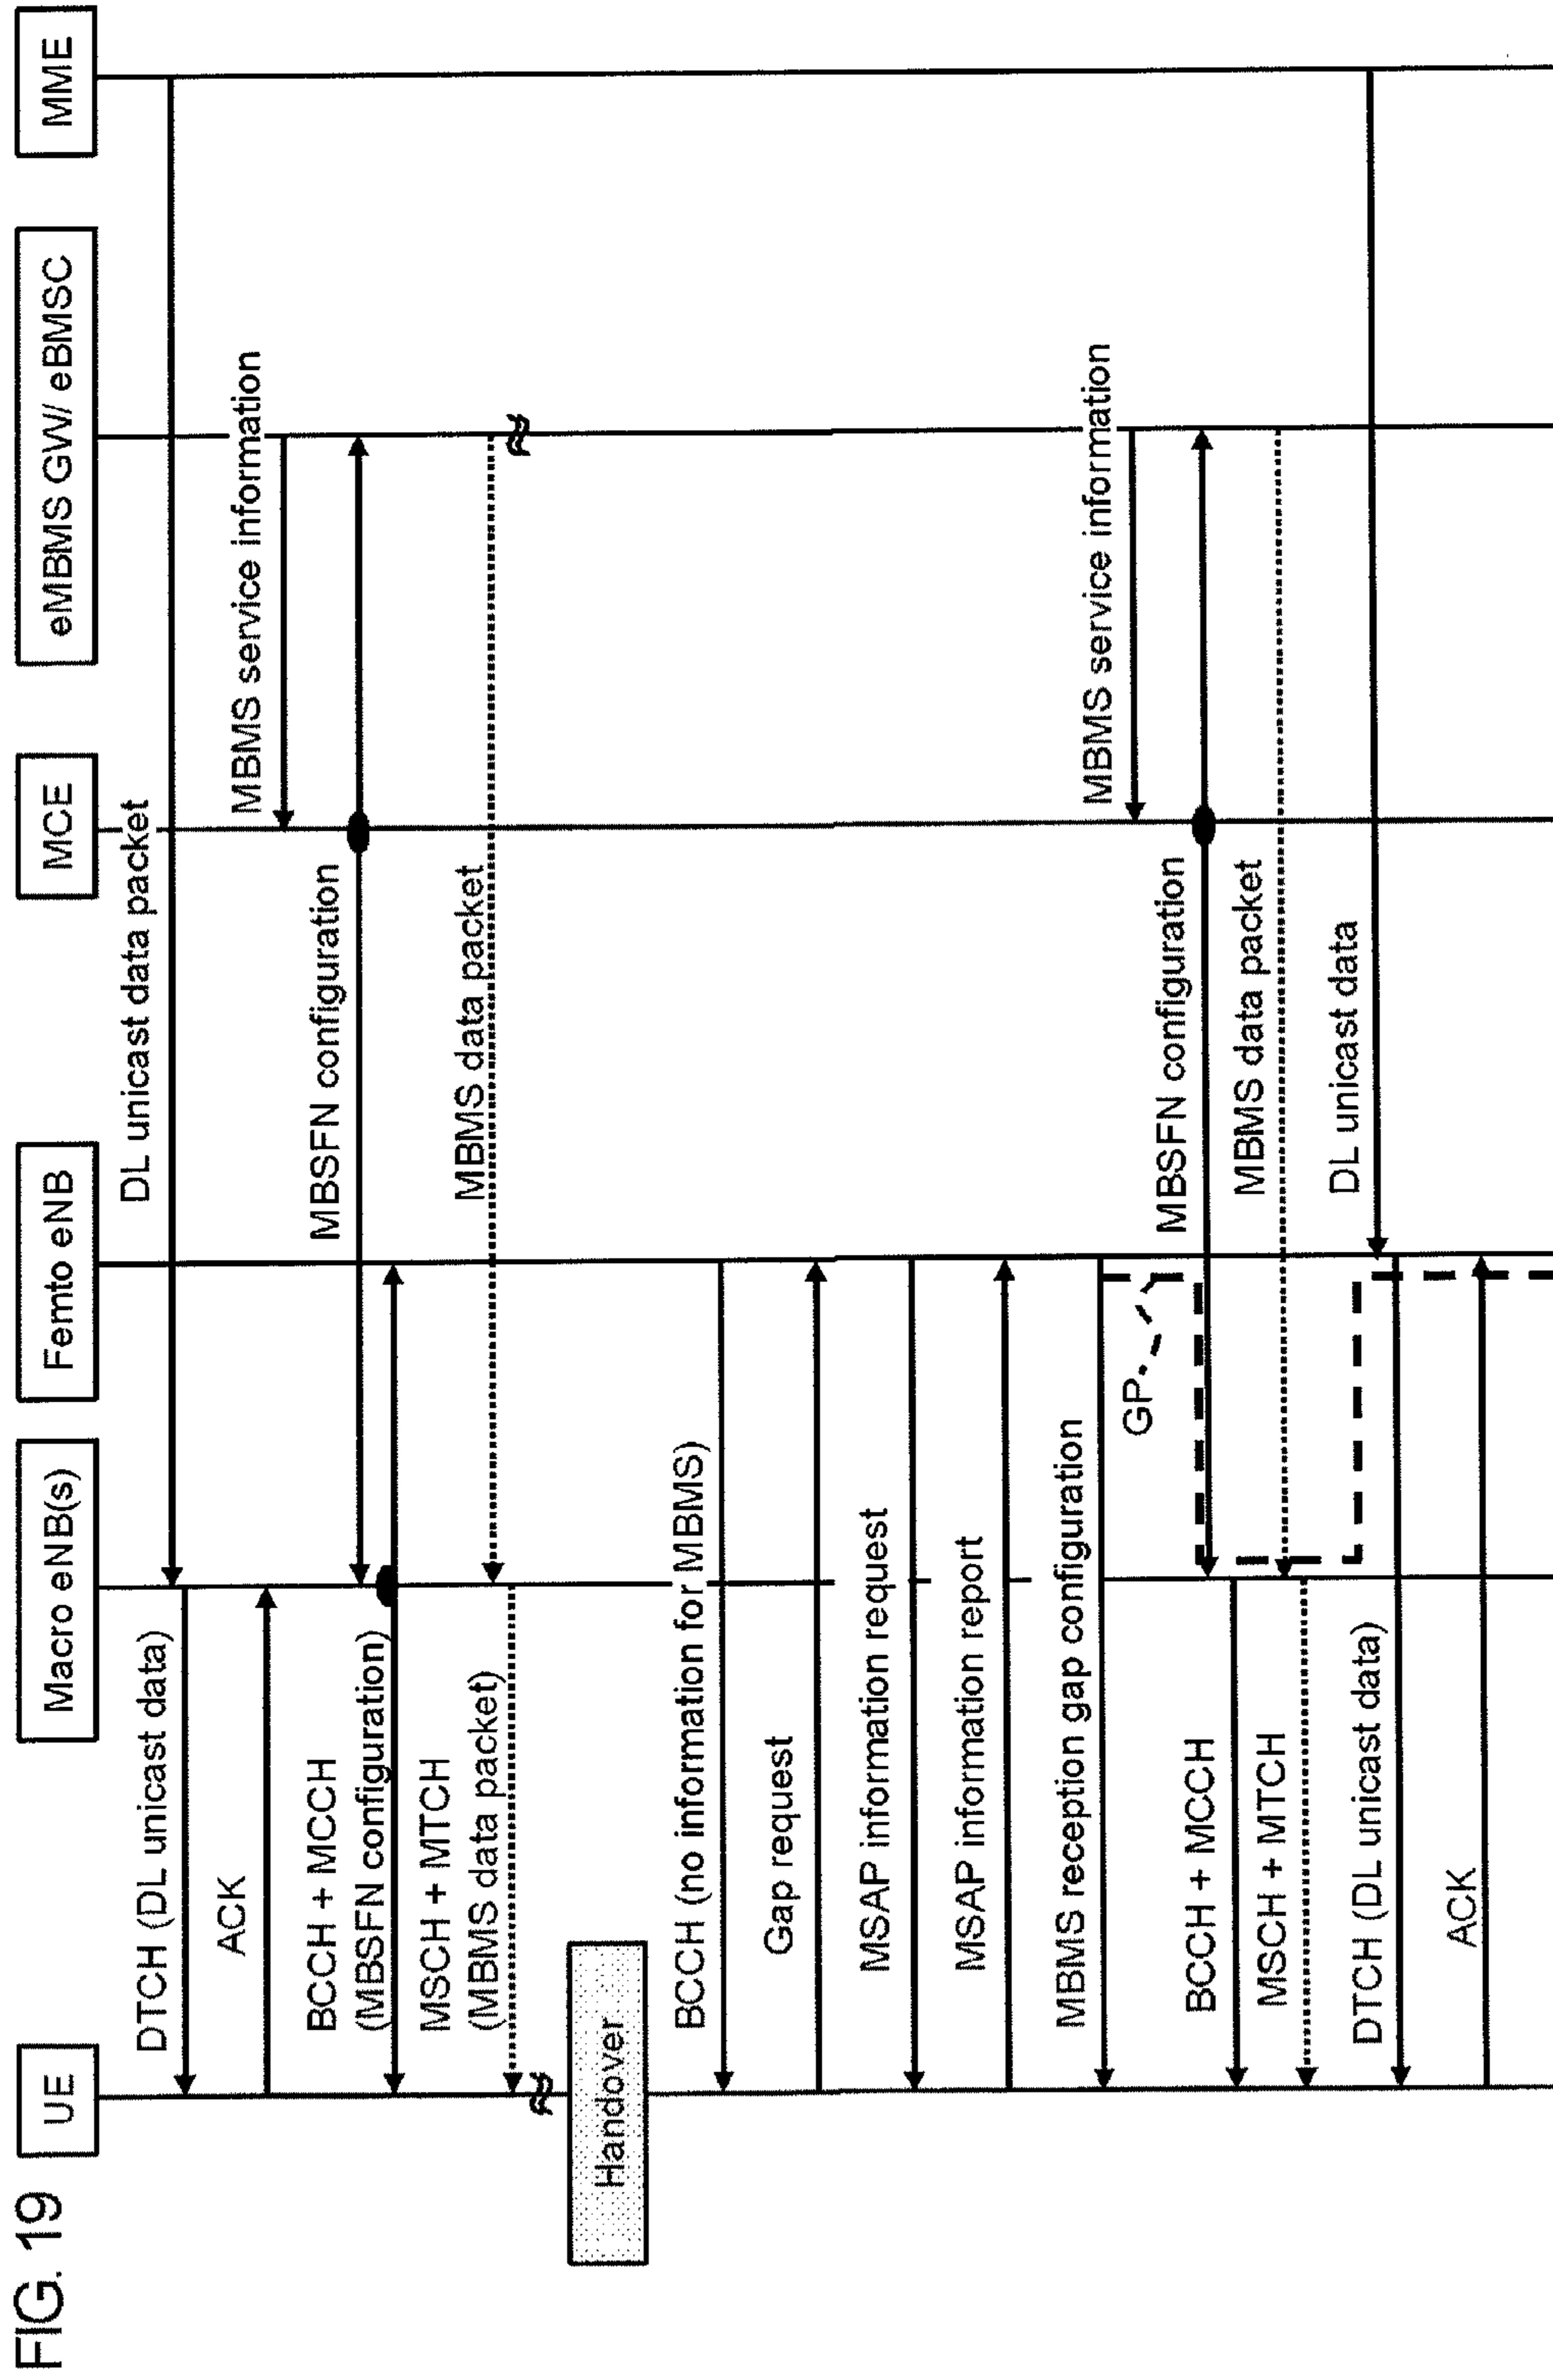 FIG. 19
UE
Macro eNB(s)
Femto eNB
MCE
eMBMS GW/ eBMSC
MME
DL unicast data packet
DTCH (DL unicast data)
ACK
MBMS service information
MBSFN configuration
BCCH + MCCH
(MBSFN configuration)
MBMS data packet
MSCH + MTCH
(MBMS data packet)
Handover
BCCH (no information for MBMS)
Gap request
MSAP information request
MSAP information report
MBMS reception gap configuration
GP
MBMS service information
MBSFN configuration
BCCH + MCCH
MBMS data packet
MSCH + MTCH
DL unicast data
DTCH (DL unicast data)
ACK